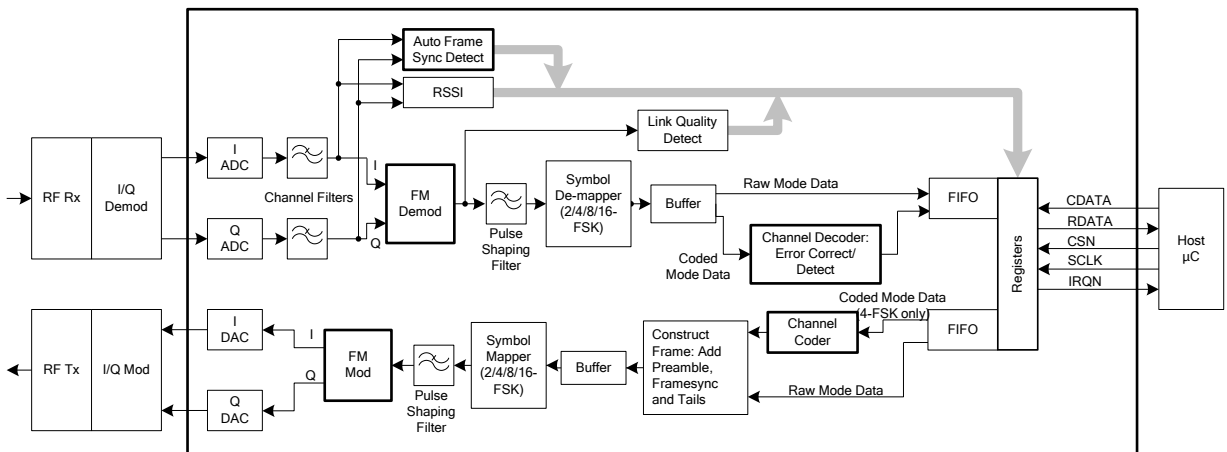 Auto Frame
Sync Detect
RSSI
Link Quality
Detect
RF Rx
I/Q
Demod
I
ADC
Q
ADC
Channel Filters
I
Q
FM
Demod
Pulse
Shaping
Filter
Symbol
De-mapper
(2/4/8/16-
FSK)
Buffer
Raw Mode Data
Coded
Mode Data
Channel Decoder:
Error Correct/
Detect
FIFO
Registers
CDATA
RDATA
CSN
SCLK
IRQN
Host
µC
RF Tx
I/Q Mod
I
DAC
Q
DAC
I
Q
FM
Mod
Pulse
Shaping
Filter
Symbol
Mapper
(2/4/8/16-
FSK)
Buffer
Construct
Frame: Add
Preamble,
Framesync
and Tails
Channel
Coder
Coded Mode Data
(4-FSK only)
Raw Mode Data
FIFO